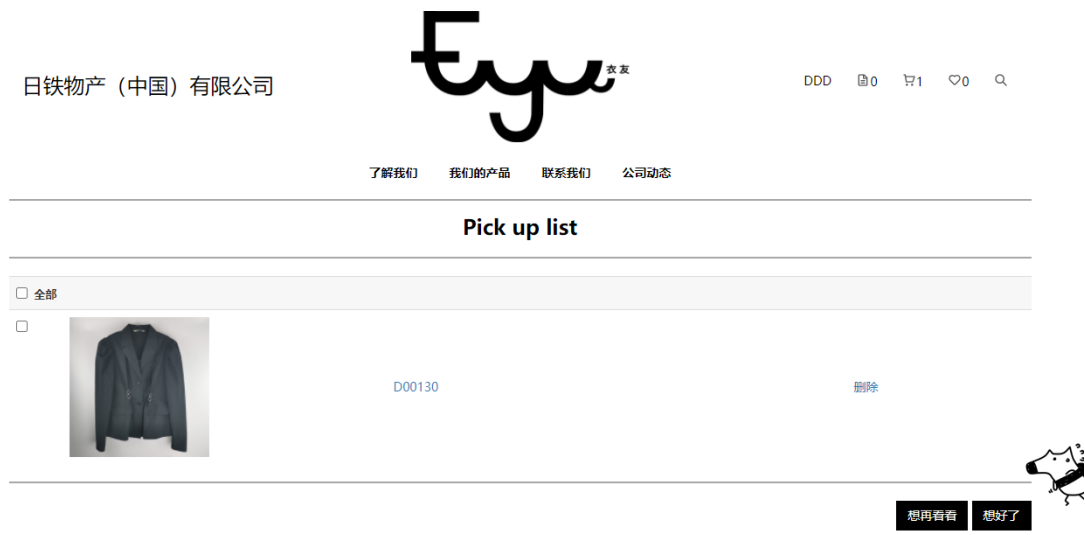 日铁物产（中国）有限公司
Eyu
衣友
DDD 0 1 0
了解我们 我们的产品 联系我们 公司动态
Pick up list
全部
D00130 删除
想再看看 想好了